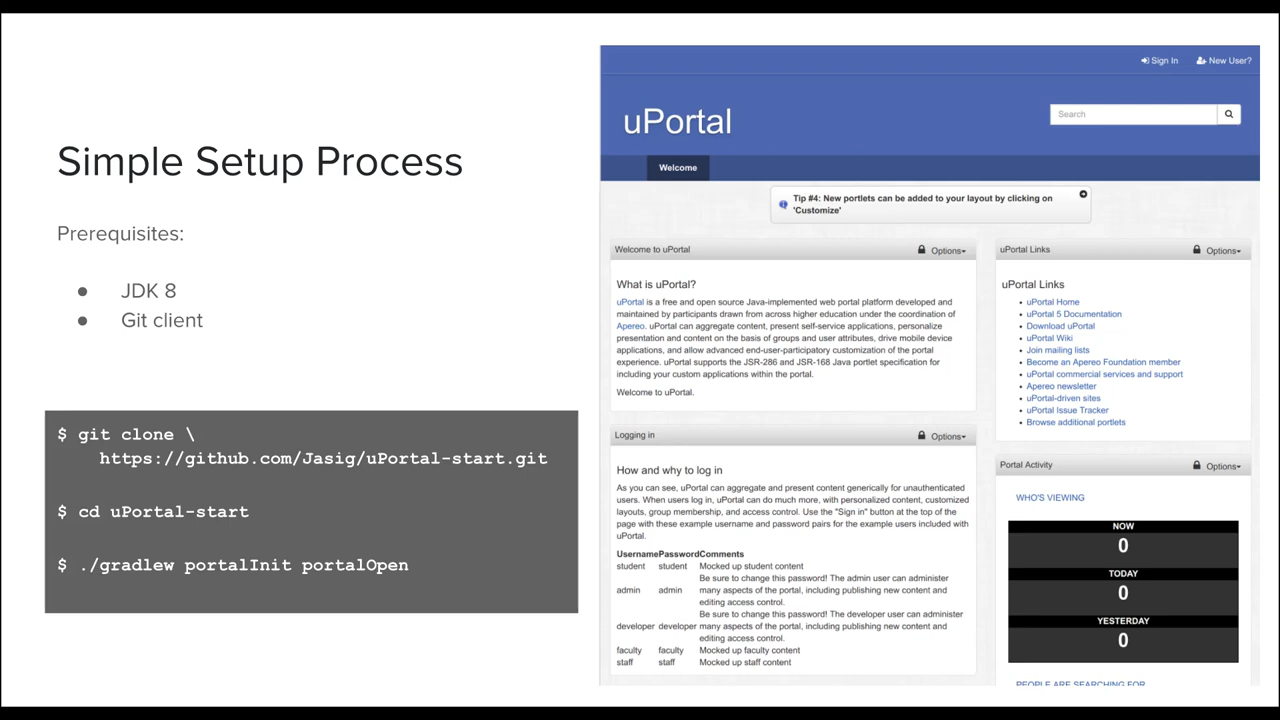 Simple Setup Process
Prerequisites:
● JDK 8
● Git client
$ git clone \
https://github.com/Jasig/uPortal-start.git
$ cd uPortal-start
$ ./gradlew portalInit portalOpen
Sign In New User?
uPortal
Search
Welcome
Tip #4: New portlets can be added to your layout by clicking on
'Customize'
Welcome to uPortal Options
What is uPortal?
uPortal is a free and open source Java-implemented web portal platform developed and
maintained by participants drawn from across higher education under the coordination of
Apereo. uPortal can aggregate content, present self-service applications, personalize
presentation and content on the basis of groups and user attributes, drive mobile device
applications, and allow advanced end-user-participatory customization of the portal
experience. uPortal supports the JSR-286 and JSR-168 Java portlet specification for
including your custom applications within the portal.
Welcome to uPortal.
Logging in Options
How and why to log in
As you can see, uPortal can aggregate and present content generically for unauthenticated
users. When users log in, uPortal can do much more, with personalized content, customized
layouts, group membership, and access control. Use the "Sign in" button at the top of the
page with these example username and password pairs for the example users included with
uPortal.
UsernamePasswordComments
student student Mocked up student content
Be sure to change this password! The admin user can administer
admin admin many aspects of the portal, including publishing new content and
editing access control.
Be sure to change this password! The developer user can administer
developer developer many aspects of the portal, including publishing new content and
editing access control.
faculty faculty Mocked up faculty content
staff staff Mocked up staff content
uPortal Links Options
uPortal Links
• uPortal Home
• uPortal 5 Documentation
• Download uPortal
• uPortal Wiki
• Join mailing lists
• Become an Apereo Foundation member
• uPortal commercial services and support
• Apereo newsletter
• uPortal-driven sites
• uPortal Issue Tracker
• Browse additional portlets
Portal Activity Options
WHO'S VIEWING
NOW
0
TODAY
0
YESTERDAY
0
PEOPLE ARE SEARCHING FOR